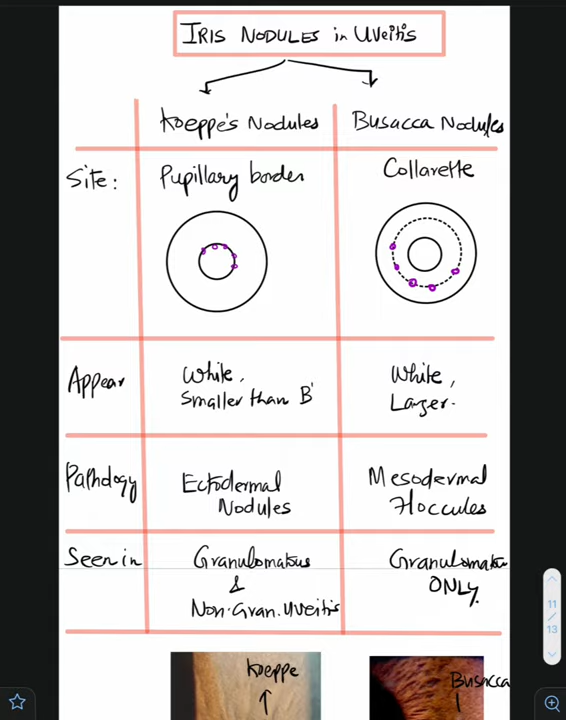 IRIS NODULES in Uveitis
Koeppe's Nodules
Busacca Nodules
Site:
Pupillary border
Collarette
Appear
White,
Smaller than B'
White,
Larger.
Pathology
Ectodermal
Nodules
Mesodermal
Floccules
Seen in
Granulomatous
&
Non-Gran. Uveitis
Granulomatou
ONLY.
Koeppe
Busacca
11
/
13